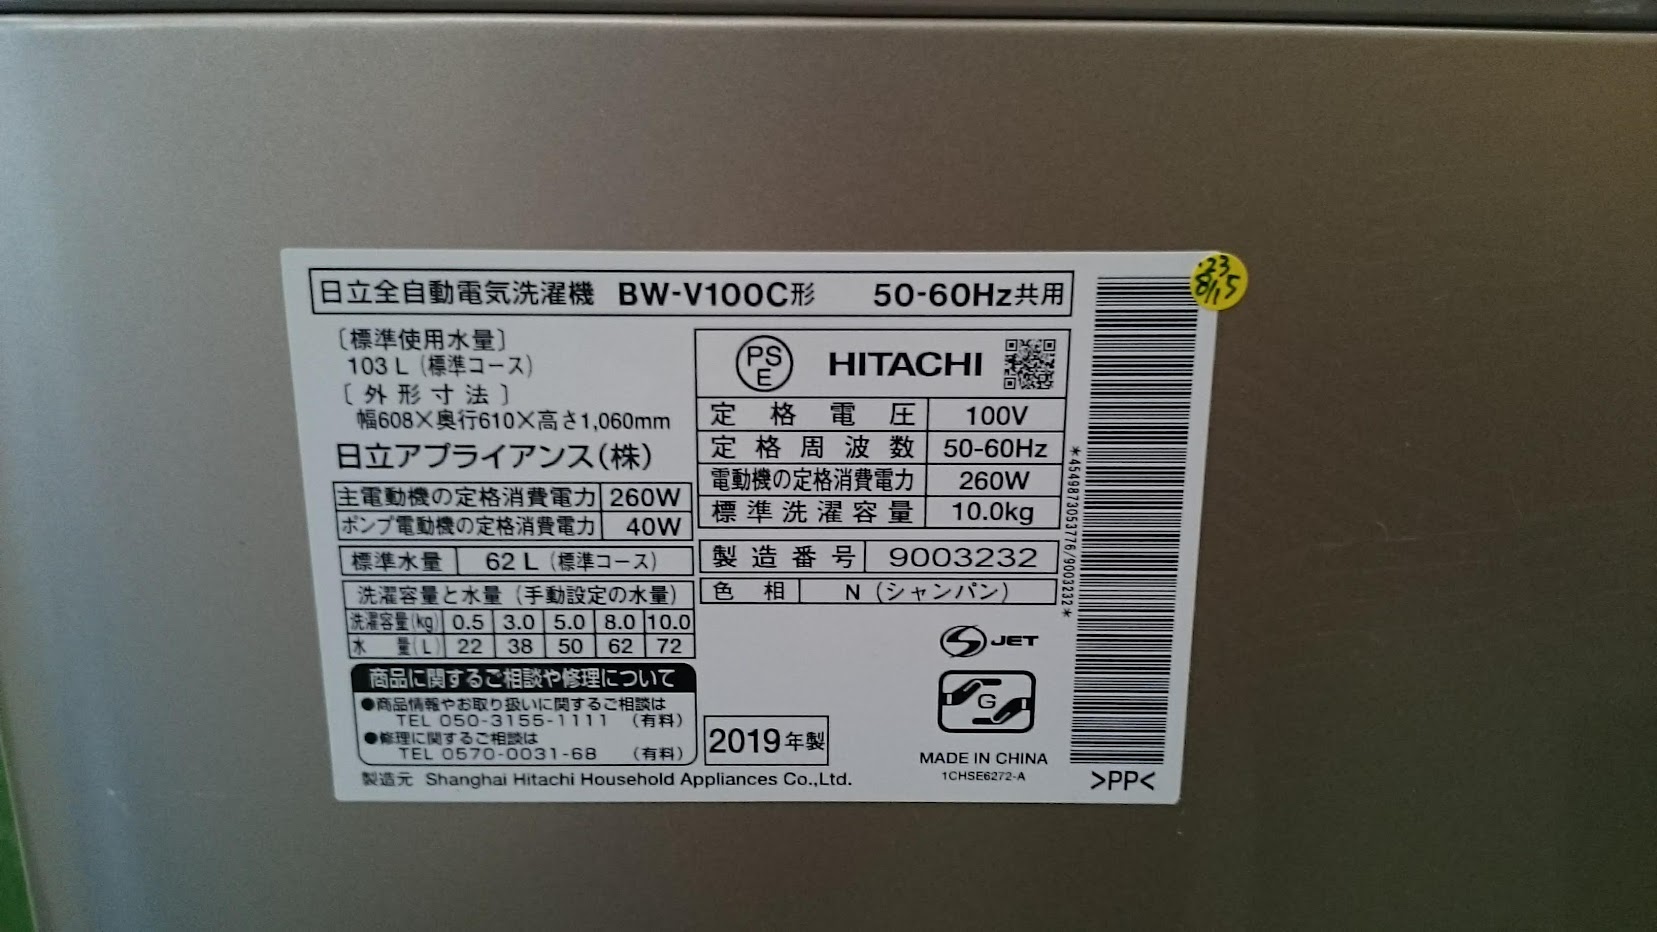 日立全自動電気洗濯機 BW-V100C形 50-60Hz共用
〔標準使用水量〕
103 L (標準コース)
〔外形寸法〕
幅608×奥行610×高さ1,060mm
日立アプライアンス(株)
主電動機の定格消費電力 260W
ポンプ電動機の定格消費電力 40W
標準水量 62 L (標準コース)
洗濯容量と水量 (手動設定の水量)
洗濯容量(kg) 0.5 3.0 5.0 8.0 10.0
水量(L) 22 38 50 62 72
商品に関するご相談や修理について
●商品情報やお取り扱いに関するご相談は
TEL 050-3155-1111 (有料)
●修理に関するご相談は
TEL 0570-0031-68 (有料)
製造元 Shanghai Hitachi Household Appliances Co.,Ltd.
PSE HITACHI
定格電圧 100V
定格周波数 50-60Hz
電動機の定格消費電力 260W
標準洗濯容量 10.0kg
製造番号 9003232
色相 N (シャンパン)
S JET
G
2019年製
MADE IN CHINA
1CHSE6272-A
*4549873053776/9003232*
>PP<
'23
8/15